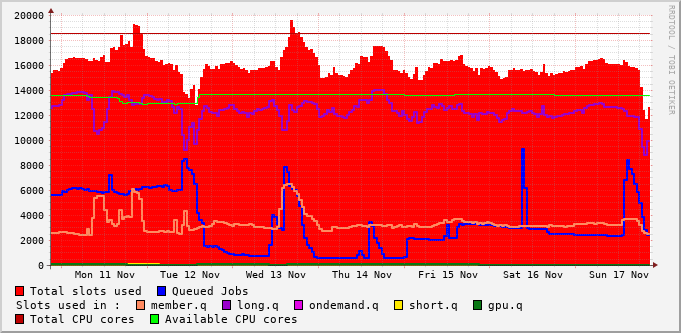 20000
18000
16000
14000
12000
10000
8000
6000
4000
2000
0
Mon 11 Nov Tue 12 Nov Wed 13 Nov Thu 14 Nov Fri 15 Nov Sat 16 Nov Sun 17 Nov
RRDTOOL / TOBI OETIKER
Total slots used Queued Jobs
Slots used in : member.q long.q ondemand.q short.q gpu.q
Total CPU cores Available CPU cores